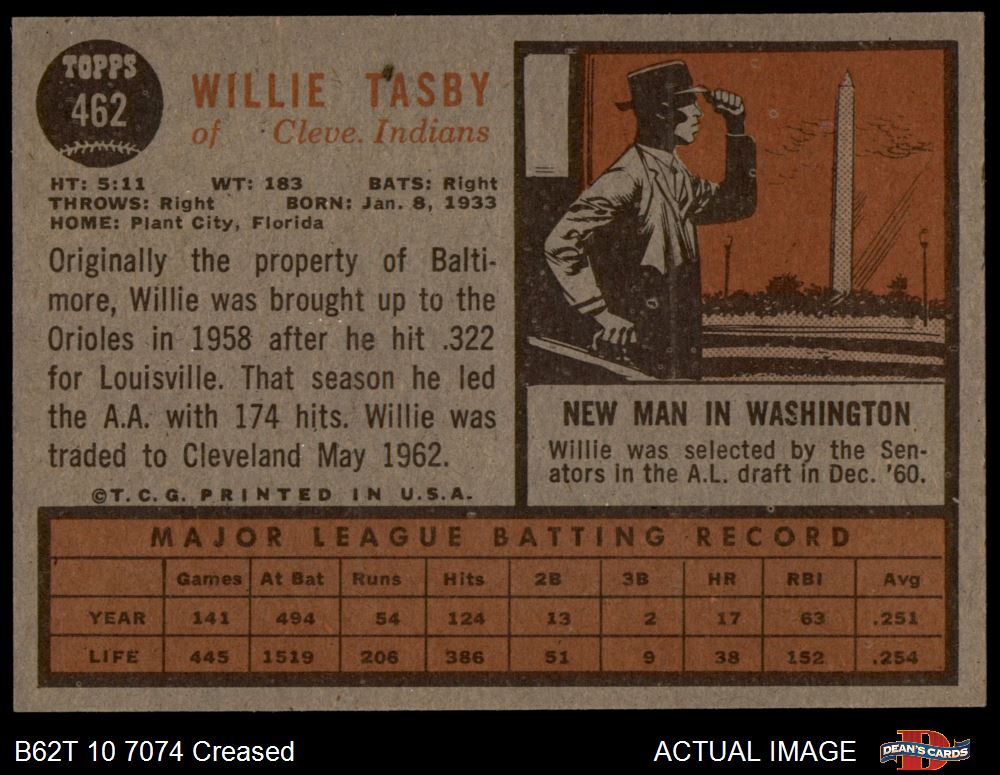 TOPPS
462
WILLIE TASBY
of Cleve. Indians
HT: 5:11 WT: 183 BATS: Right
THROWS: Right BORN: Jan. 8, 1933
HOME: Plant City, Florida
Originally the property of Balti-
more, Willie was brought up to the
Orioles in 1958 after he hit .322
for Louisville. That season he led
the A.A. with 174 hits. Willie was
traded to Cleveland May 1962.
©T.C.G. PRINTED IN U.S.A.
NEW MAN IN WASHINGTON
Willie was selected by the Sen-
ators in the A.L. draft in Dec. '60.
MAJOR LEAGUE BATTING RECORD
Games At Bat Runs Hits 2B 3B HR RBI Avg
YEAR 141 494 54 124 13 2 17 63 .251
LIFE 445 1519 206 386 51 9 38 152 .254
B62T 10 7074 Creased
ACTUAL IMAGE
D
DEAN'S CARDS